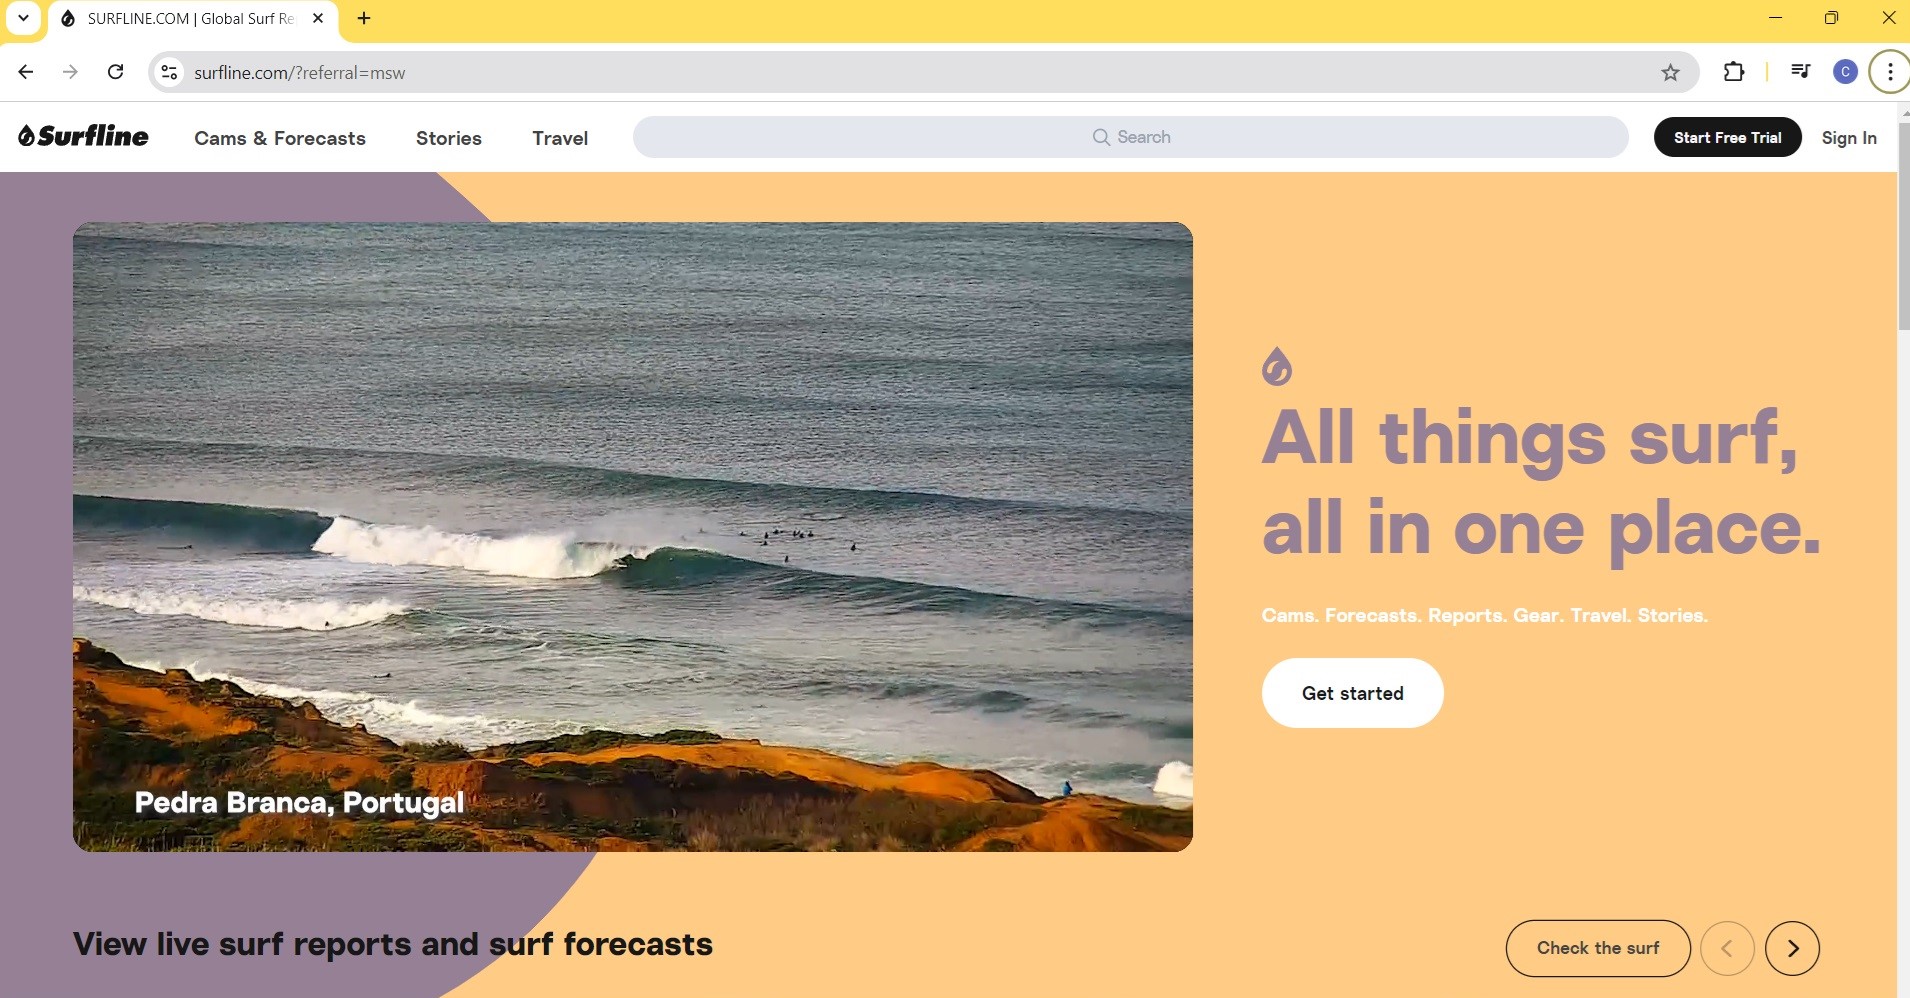 SURFLINE.COM | Global Surf Re
surfline.com/?referral=msw
C
Surfline
Cams & Forecasts
Stories
Travel
Search
Start Free Trial
Sign In
All things surf,
all in one place.
Cams. Forecasts. Reports. Gear. Travel. Stories.
Get started
Pedra Branca, Portugal
View live surf reports and surf forecasts
Check the surf